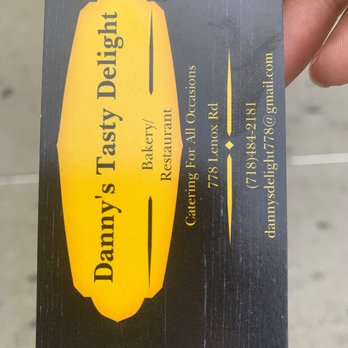 Danny's Tasty Delight
Bakery/
Restaurant
Catering For All Occasions
778 Lenox Rd
(718)484-2181
dannysdelight778@gmail.com